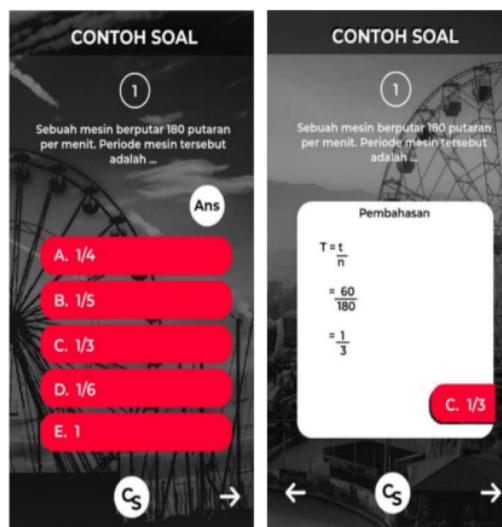 CONTOH SOAL
1
Sebuah mesin berputar 180 putaran
per menit. Periode mesin tersebut
adalah ...
Ans
A. 1/4
B. 1/5
C. 1/3
D. 1/6
E. 1
CS
→
CONTOH SOAL
1
Sebuah mesin berputar 180 putaran
per menit. Periode mesin tersebut
adalah ...
Pembahasan
T = t/n
= 60/180
= 1/3
C. 1/3
← CS →